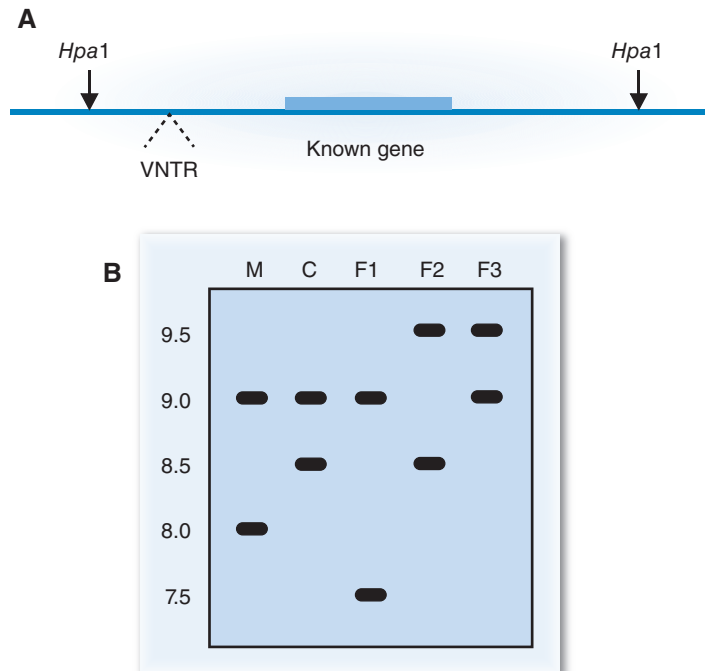 A
Hpa1 Hpa1
VNTR
Known gene
B
M C F1 F2 F3
9.5
9.0
8.5
8.0
7.5